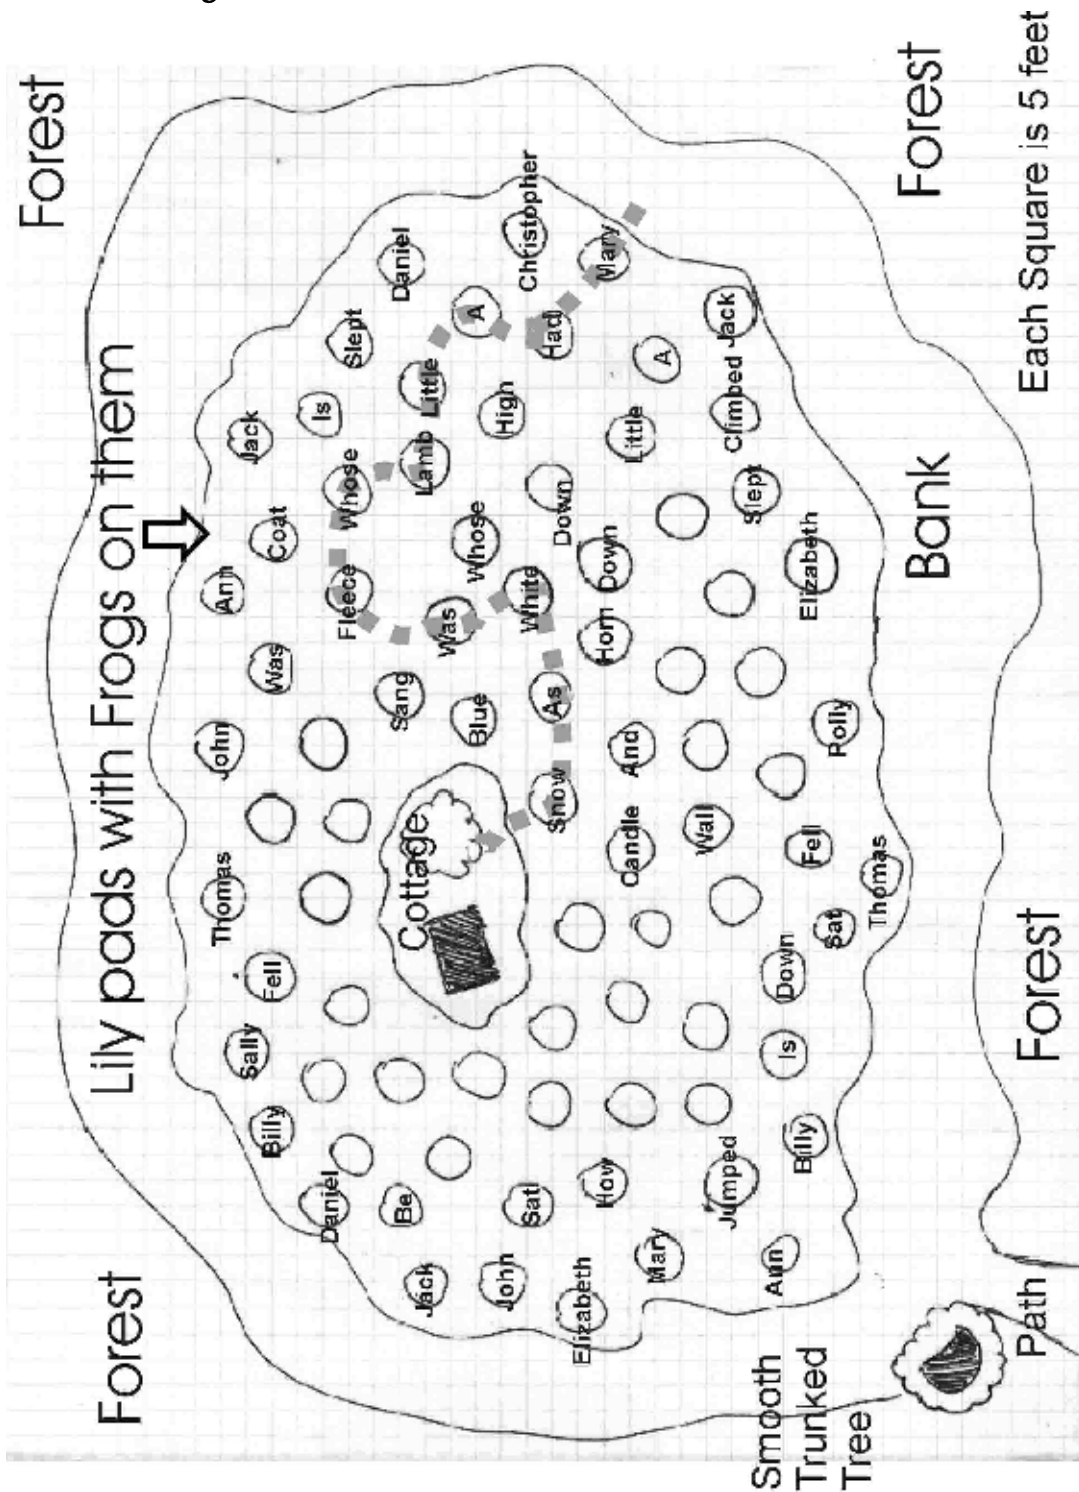 Forest
Lily pads with Frogs on them
Forest
Forest
Forest
Each Square is 5 feet
Bank
Path
Smooth
Trunked
Tree
Cottage
Christopher
Daniel
Mary
A
Had
Jack
Slept
Little
High
A
Is
Jack
Lamb
Little
Climbed
Whose
Down
Slept
Coat
Whose
Down
Elizabeth
Ann
Fleece
Was
White
Was
Sang
Blue
As
And
Polly
John
Snow
Candle
Wall
Fell
Thomas
Thomas
Sat
Fell
Down
Sally
Is
Billy
Billy
Daniel
Be
Sat
How
Jumped
Jack
John
Elizabeth
Mary
Ann